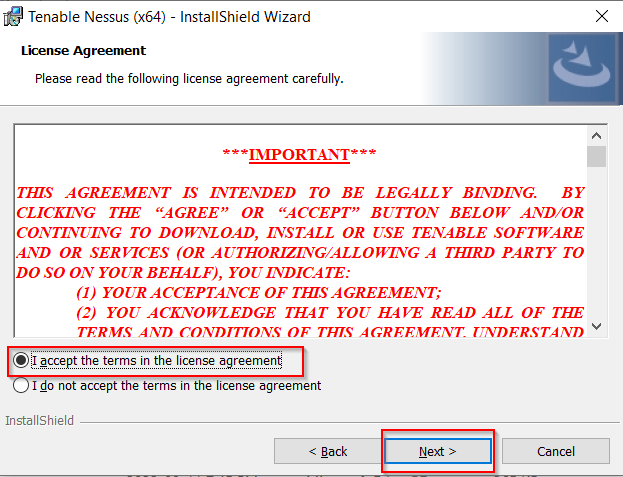 Tenable Nessus (x64) - InstallShield Wizard
License Agreement
Please read the following license agreement carefully.
***IMPORTANT***
THIS AGREEMENT IS INTENDED TO BE LEGALLY BINDING. BY
CLICKING THE “AGREE” OR “ACCEPT” BUTTON BELOW AND/OR
CONTINUING TO DOWNLOAD, INSTALL OR USE TENABLE SOFTWARE
AND OR SERVICES (OR AUTHORIZING/ALLOWING A THIRD PARTY TO
DO SO ON YOUR BEHALF), YOU INDICATE:
(1) YOUR ACCEPTANCE OF THIS AGREEMENT;
(2) YOU ACKNOWLEDGE THAT YOU HAVE READ ALL OF THE
TERMS AND CONDITIONS OF THIS AGREEMENT, UNDERSTAND
I accept the terms in the license agreement
I do not accept the terms in the license agreement
InstallShield
< Back Next > Cancel